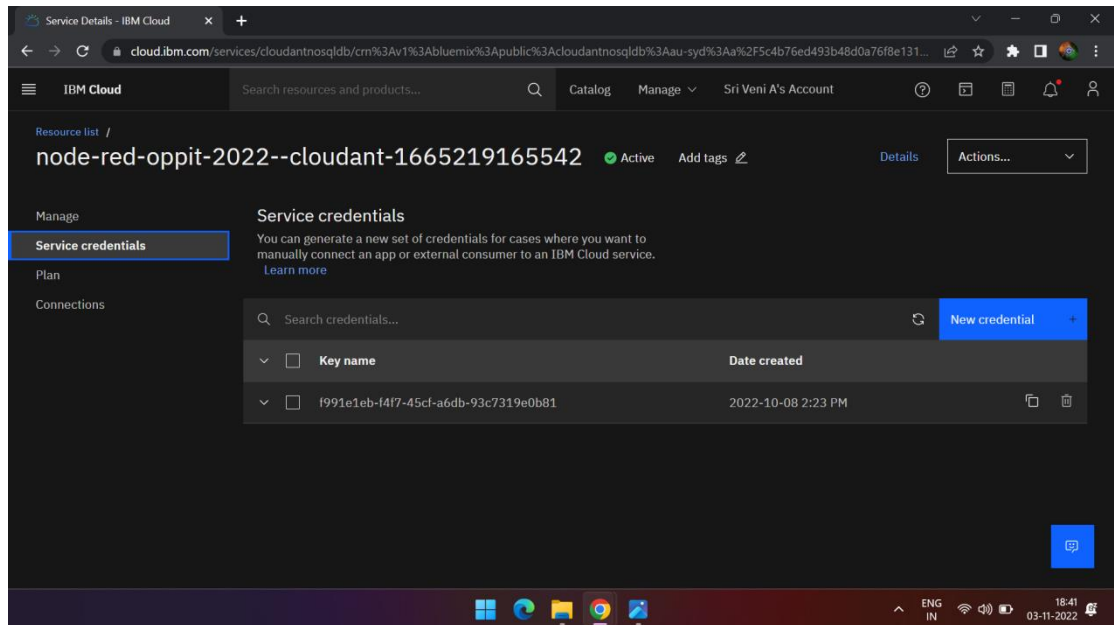 Service Details - IBM Cloud
cloud.ibm.com/services/cloudantnosqldb/crn%3Av1%3Abluemix%3Apublic%3Acloudantnosqldb%3Aau-syd%3Aa%2F5c4b76ed493b48d0a76f8e131...
IBM Cloud Search resources and products... Catalog Manage Sri Veni A's Account
Resource list /
node-red-oppit-2022--cloudant-1665219165542 Active Add tags Details Actions...
Manage
Service credentials
Plan
Connections
Service credentials
You can generate a new set of credentials for cases where you want to
manually connect an app or external consumer to an IBM Cloud service.
Learn more
Search credentials... New credential +
Key name Date created
f991e1eb-f4f7-45cf-a6db-93c7319e0b81 2022-10-08 2:23 PM
ENG
IN
18:41
03-11-2022